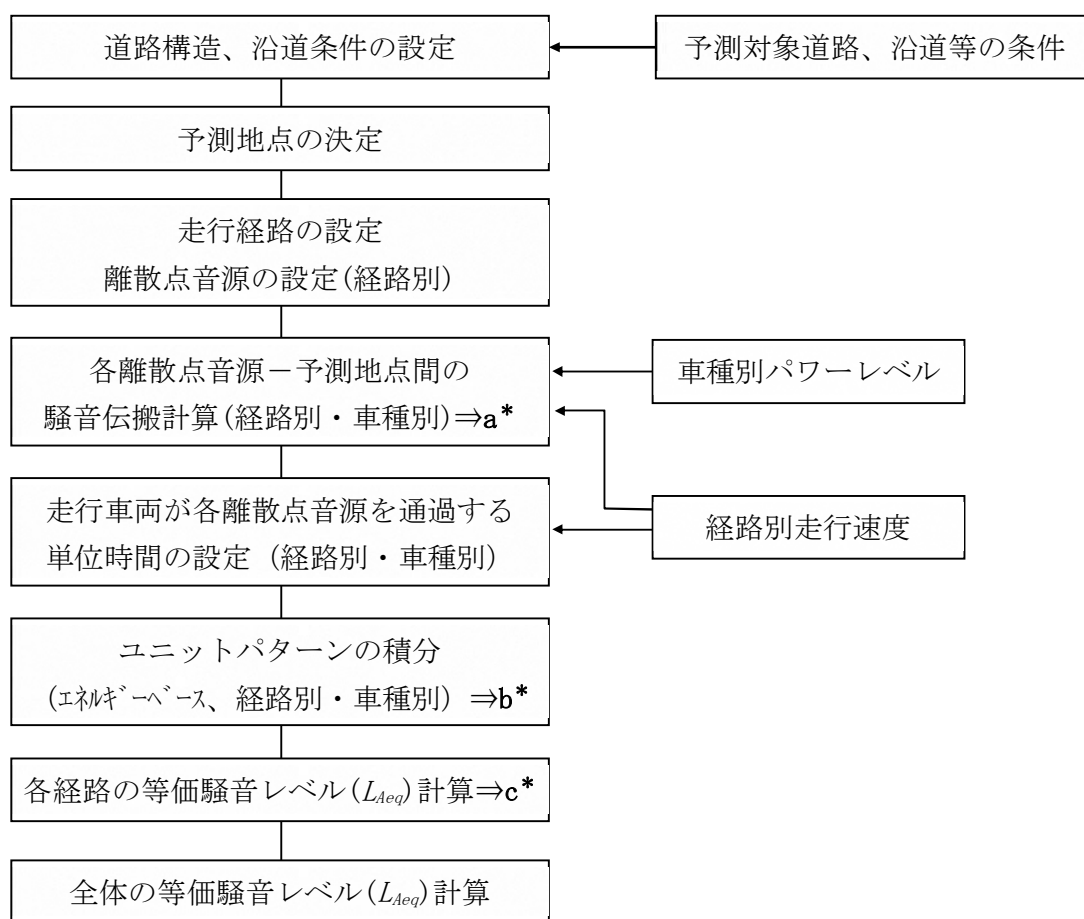 道路構造、沿道条件の設定
予測対象道路、沿道等の条件
予測地点の決定
走行経路の設定
離散点音源の設定(経路別)
各離散点音源－予測地点間の
騒音伝搬計算(経路別・車種別)⇒a*
車種別パワーレベル
走行車両が各離散点音源を通過する
単位時間の設定 (経路別・車種別)
経路別走行速度
ユニットパターンの積分
(ｴﾈﾙｷﾞｰﾍﾞｰｽ、経路別・車種別) ⇒b*
各経路の等価騒音レベル(LAeq)計算⇒c*
全体の等価騒音レベル(LAeq)計算